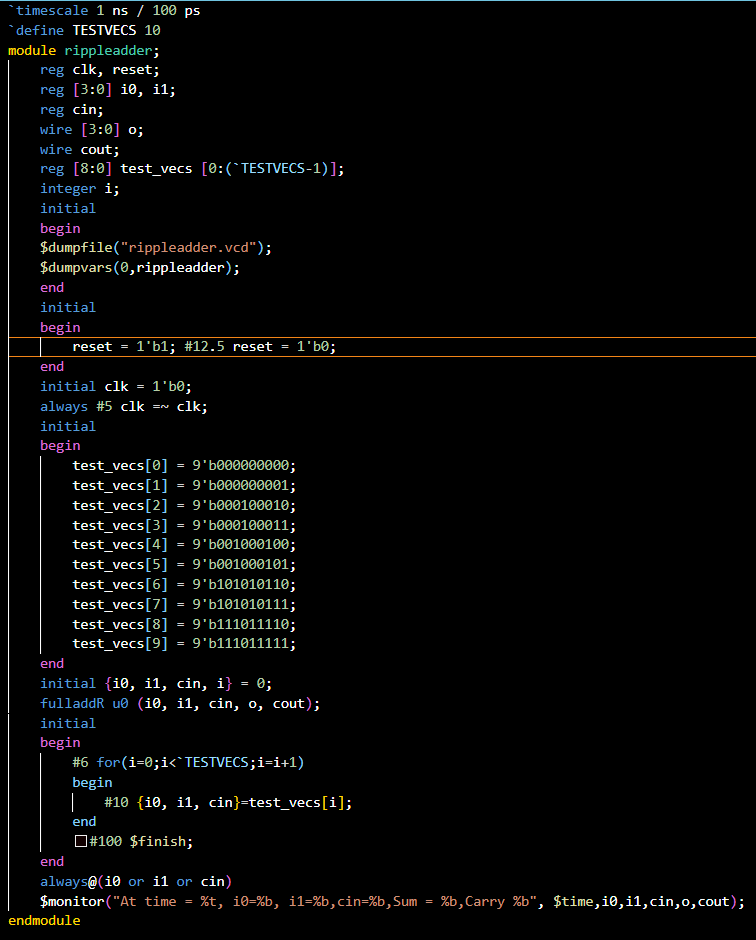 `timescale 1 ns / 100 ps
`define TESTVECS 10
module rippleadder;
    reg clk, reset;
    reg [3:0] i0, i1;
    reg cin;
    wire [3:0] o;
    wire cout;
    reg [8:0] test_vecs [0:(`TESTVECS-1)];
    integer i;
    initial
    begin
    $dumpfile("rippleadder.vcd");
    $dumpvars(0,rippleadder);
    end
    initial
    begin
        reset = 1'b1; #12.5 reset = 1'b0;
    end
    initial clk = 1'b0;
    always #5 clk =~ clk;
    initial
    begin
        test_vecs[0] = 9'b000000000;
        test_vecs[1] = 9'b000000001;
        test_vecs[2] = 9'b000100010;
        test_vecs[3] = 9'b000100011;
        test_vecs[4] = 9'b001000100;
        test_vecs[5] = 9'b001000101;
        test_vecs[6] = 9'b101010110;
        test_vecs[7] = 9'b101010111;
        test_vecs[8] = 9'b111011110;
        test_vecs[9] = 9'b111011111;
    end
    initial {i0, i1, cin, i} = 0;
    fulladdR u0 (i0, i1, cin, o, cout);
    initial
    begin
        #6 for(i=0;i<`TESTVECS;i=i+1)
        begin
            #10 {i0, i1, cin}=test_vecs[i];
        end
        #100 $finish;
    end
    always@(i0 or i1 or cin)
    $monitor("At time = %t, i0=%b, i1=%b,cin=%b,Sum = %b,Carry %b", $time,i0,i1,cin,o,cout);
endmodule